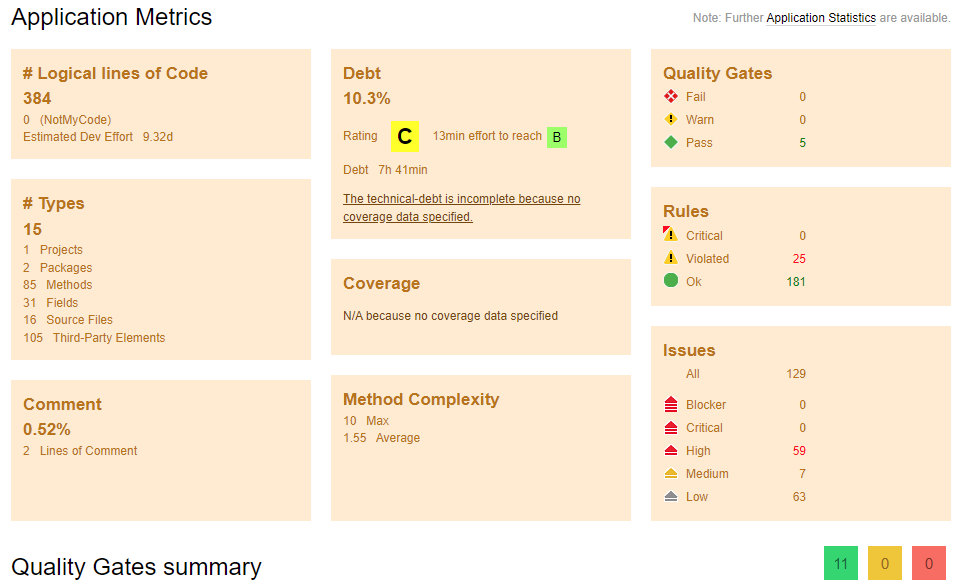 Application Metrics
Note: Further Application Statistics are available.
# Logical lines of Code
384
0 (NotMyCode)
Estimated Dev Effort 9.32d
# Types
15
1 Projects
2 Packages
85 Methods
31 Fields
16 Source Files
105 Third-Party Elements
Comment
0.52%
2 Lines of Comment
Debt
10.3%
Rating C 13min effort to reach B
Debt 7h 41min
The technical-debt is incomplete because no
coverage data specified.
Coverage
N/A because no coverage data specified
Method Complexity
10 Max
1.55 Average
Quality Gates
Fail 0
Warn 0
Pass 5
Rules
Critical 0
Violated 25
Ok 181
Issues
All 129
Blocker 0
Critical 0
High 59
Medium 7
Low 63
Quality Gates summary
11 0 0